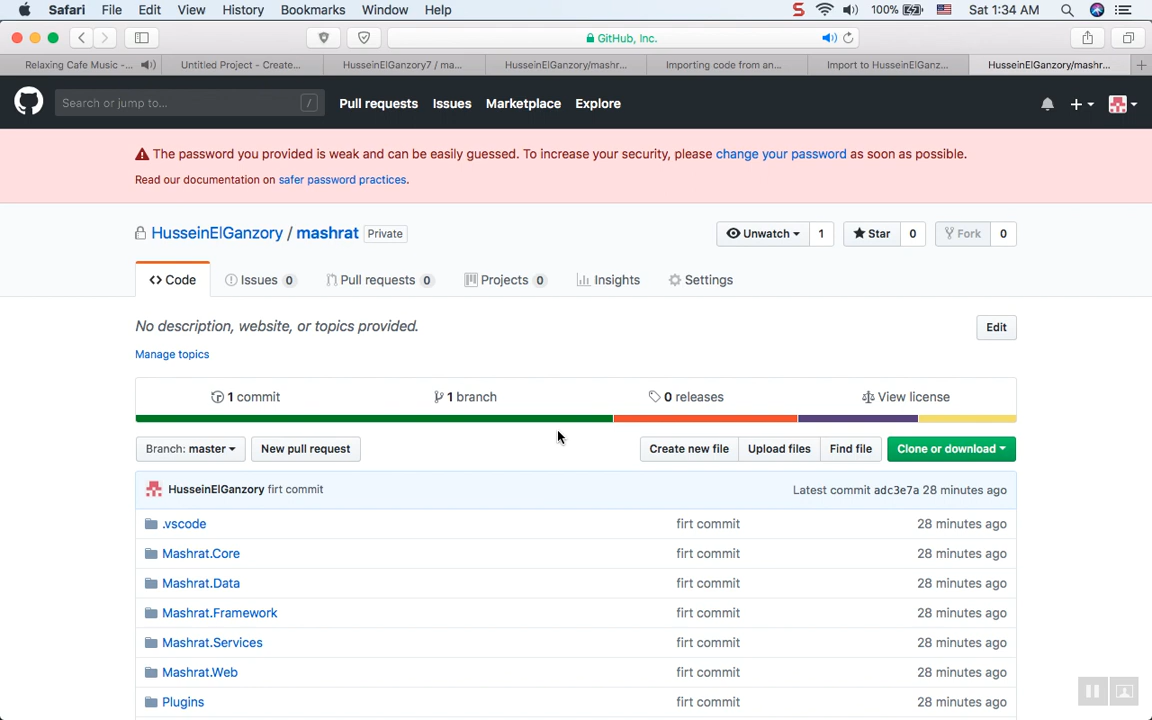 Safari File Edit View History Bookmarks Window Help 100% Sat 1:34 AM
GitHub, Inc.
Relaxing Cafe Music -... Untitled Project - Create... HusseinElGanzory7 / ma... HusseinElGanzory/mashr... Importing code from an... Import to HusseinElGanz... HusseinElGanzory/mashr...
Search or jump to... / Pull requests Issues Marketplace Explore
The password you provided is weak and can be easily guessed. To increase your security, please change your password as soon as possible.
Read our documentation on safer password practices.
HusseinElGanzory / mashrat Private Unwatch 1 Star 0 Fork 0
Code Issues 0 Pull requests 0 Projects 0 Insights Settings
No description, website, or topics provided. Edit
Manage topics
1 commit 1 branch 0 releases View license
Branch: master New pull request Create new file Upload files Find file Clone or download
HusseinElGanzory firt commit Latest commit adc3e7a 28 minutes ago
.vscode firt commit 28 minutes ago
Mashrat.Core firt commit 28 minutes ago
Mashrat.Data firt commit 28 minutes ago
Mashrat.Framework firt commit 28 minutes ago
Mashrat.Services firt commit 28 minutes ago
Mashrat.Web firt commit 28 minutes ago
Plugins firt commit 28 minutes ago